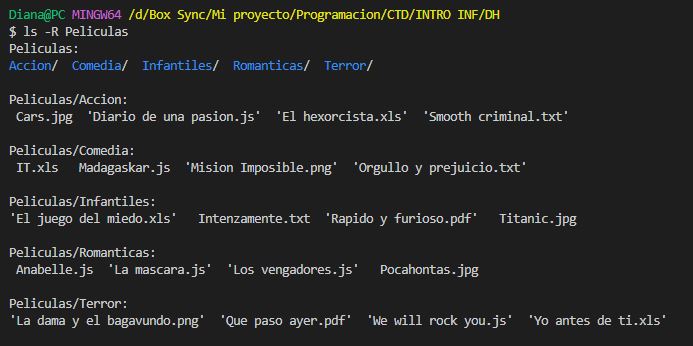 Diana@PC MINGW64 /d/Box Sync/Mi proyecto/Programacion/CTD/INTRO INF/DH
$ ls -R Peliculas
Peliculas:
Accion/  Comedia/  Infantiles/  Romanticas/  Terror/

Peliculas/Accion:
 Cars.jpg  'Diario de una pasion.js'  'El hexorcista.xls'  'Smooth criminal.txt'

Peliculas/Comedia:
 IT.xls   Madagaskar.js  'Mision Imposible.png'  'Orgullo y prejuicio.txt'

Peliculas/Infantiles:
'El juego del miedo.xls'   Intenzamente.txt  'Rapido y furioso.pdf'   Titanic.jpg

Peliculas/Romanticas:
 Anabelle.js  'La mascara.js'  'Los vengadores.js'   Pocahontas.jpg

Peliculas/Terror:
'La dama y el bagavundo.png'  'Que paso ayer.pdf'  'We will rock you.js'  'Yo antes de ti.xls'